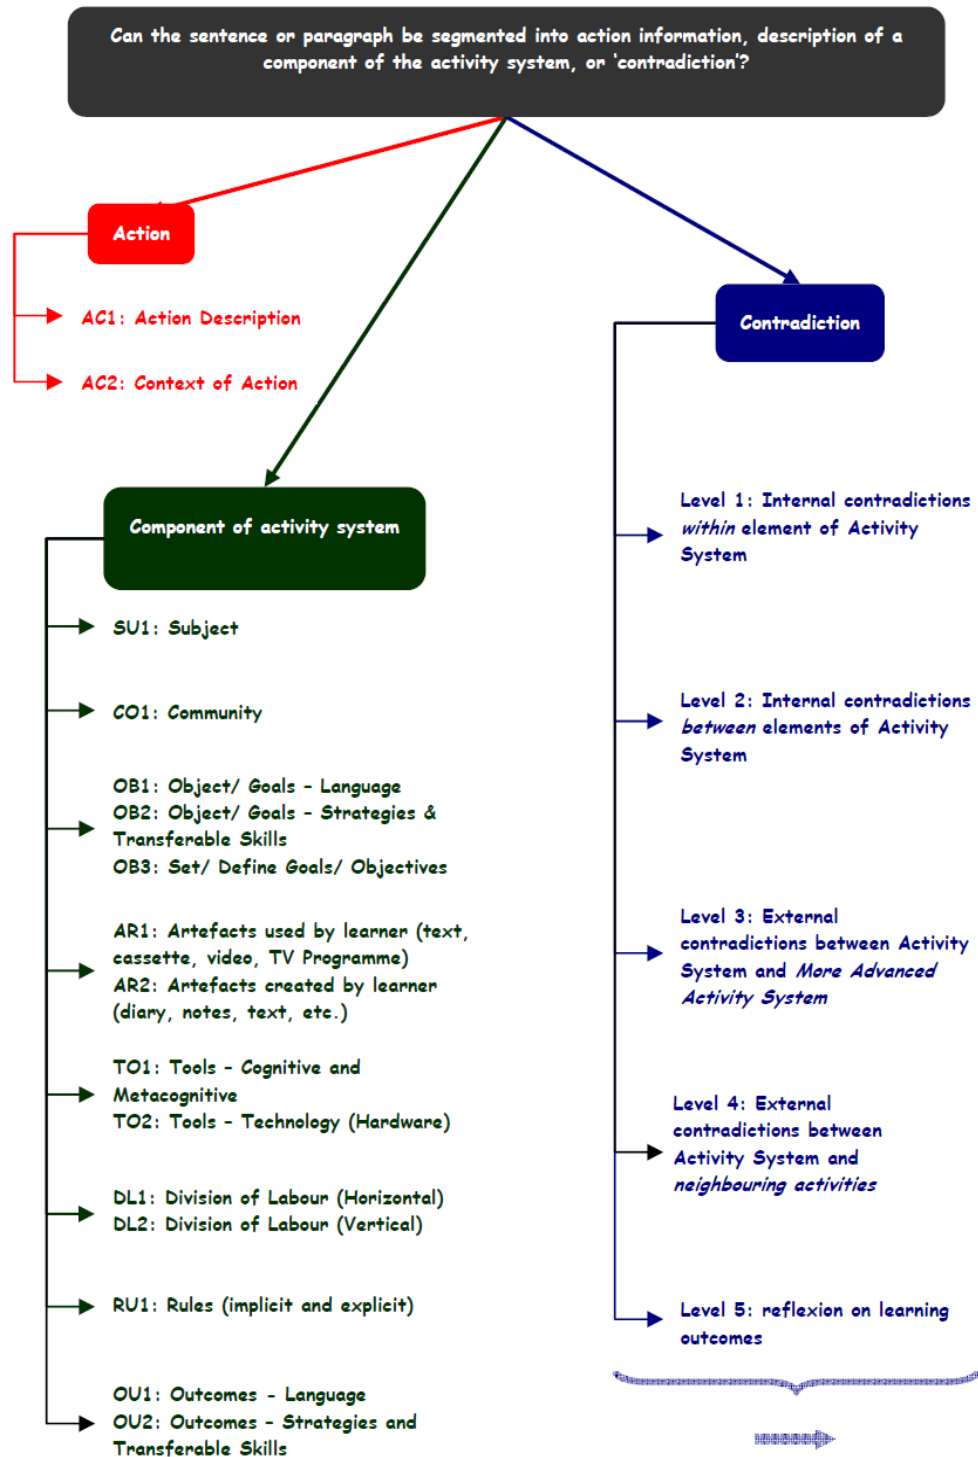 Can the sentence or paragraph be segmented into action information, description of a
component of the activity system, or 'contradiction'?
Action
AC1: Action Description
AC2: Context of Action
Component of activity system
SU1: Subject
CO1: Community
OB1: Object/ Goals – Language
OB2: Object/ Goals – Strategies &
Transferable Skills
OB3: Set/ Define Goals/ Objectives
AR1: Artefacts used by learner (text,
cassette, video, TV Programme)
AR2: Artefacts created by learner
(diary, notes, text, etc.)
TO1: Tools – Cognitive and
Metacognitive
TO2: Tools – Technology (Hardware)
DL1: Division of Labour (Horizontal)
DL2: Division of Labour (Vertical)
RU1: Rules (implicit and explicit)
OU1: Outcomes - Language
OU2: Outcomes – Strategies and
Transferable Skills
Contradiction
Level 1: Internal contradictions
within element of Activity
System
Level 2: Internal contradictions
between elements of Activity
System
Level 3: External
contradictions between Activity
System and More Advanced
Activity System
Level 4: External
contradictions between
Activity System and
neighbouring activities
Level 5: reflexion on learning
outcomes